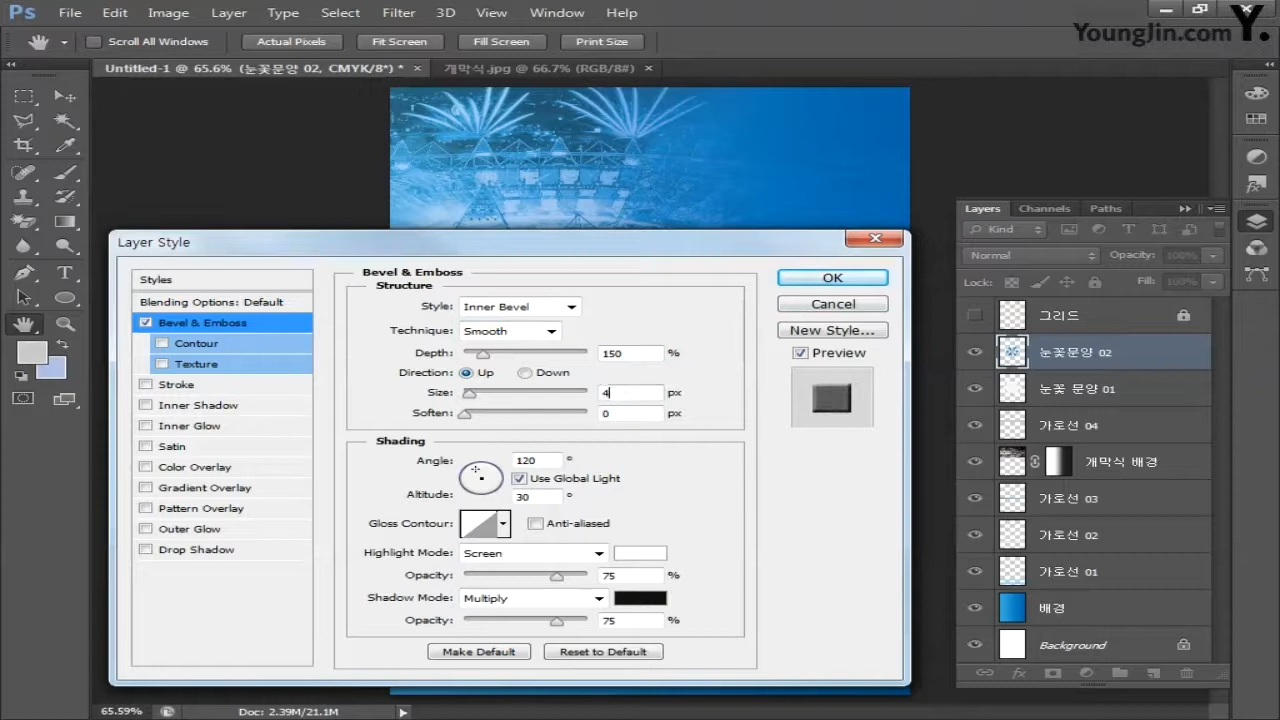 Ps File Edit Image Layer Type Select Filter 3D View Window Help
Scroll All Windows Actual Pixels Fit Screen Fill Screen Print Size
YoungJin.com Y.
Untitled-1 @ 65.6% (눈꽃문양 02, CMYK/8*) * × 개막식.jpg @ 66.7% (RGB/8#) ×
Layer Style
Styles
Blending Options: Default
Bevel & Emboss
Contour
Texture
Stroke
Inner Shadow
Inner Glow
Satin
Color Overlay
Gradient Overlay
Pattern Overlay
Outer Glow
Drop Shadow
Bevel & Emboss
Structure
Style: Inner Bevel
Technique: Smooth
Depth: 150 %
Direction: Up Down
Size: 4 px
Soften: 0 px
Shading
Angle: 120 °
Use Global Light
Altitude: 30 °
Gloss Contour: Anti-aliased
Highlight Mode: Screen
Opacity: 75 %
Shadow Mode: Multiply
Opacity: 75 %
Make Default Reset to Default
OK
Cancel
New Style...
Preview
Layers Channels Paths
Kind
Normal Opacity: 100%
Lock: Fill: 100%
그리드
눈꽃문양 02
눈꽃 문양 01
가로선 04
개막식 배경
가로선 03
가로선 02
가로선 01
배경
Background
fx
65.59% Doc: 2.39M/21.1M